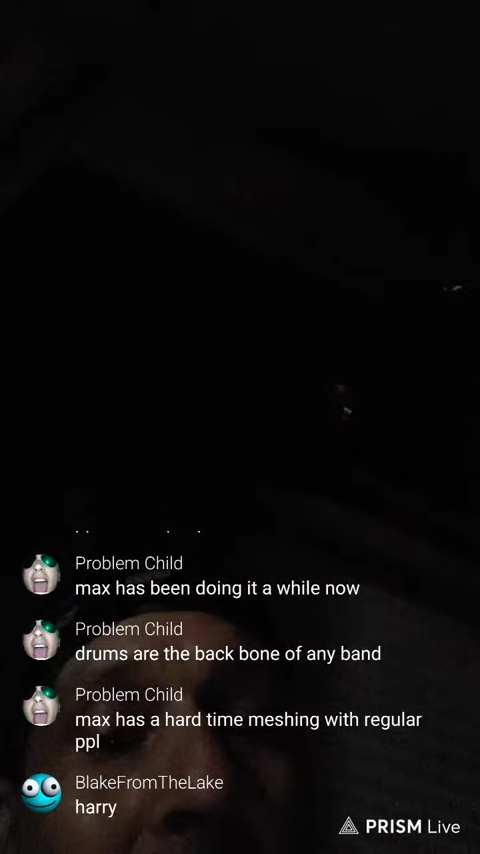 Problem Child
max has been doing it a while now
Problem Child
drums are the back bone of any band
Problem Child
max has a hard time meshing with regular
ppl
BlakeFromTheLake
harry
PRISM Live